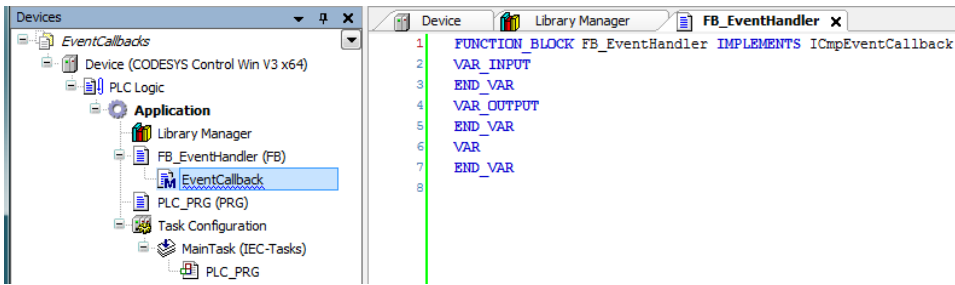 Devices
EventCallbacks
Device (CODESYS Control Win V3 x64)
PLC Logic
Application
Library Manager
FB_EventHandler (FB)
EventCallback
PLC_PRG (PRG)
Task Configuration
MainTask (IEC-Tasks)
PLC_PRG
Device Library Manager FB_EventHandler x
1 FUNCTION_BLOCK FB_EventHandler IMPLEMENTS ICmpEventCallback
2 VAR_INPUT
3 END_VAR
4 VAR_OUTPUT
5 END_VAR
6 VAR
7 END_VAR
8